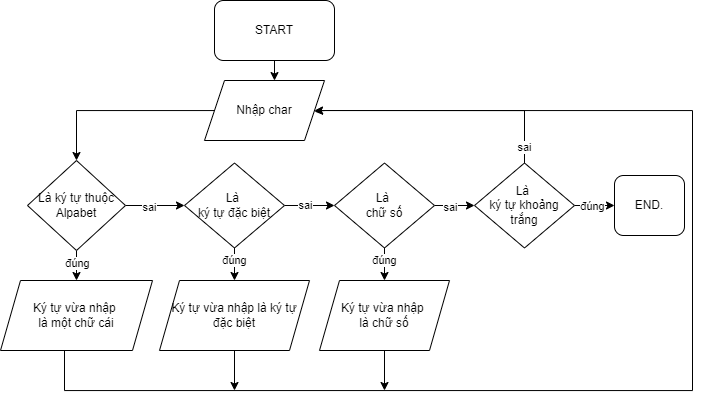 START
Nhập char
Là ký tự thuộc
Alpabet
sai
Là
ký tự đặc biệt
sai
Là
chữ số
sai
Là
ký tự khoảng
trắng
sai
đúng
END.
đúng
đúng
đúng
Ký tự vừa nhập
là một chữ cái
Ký tự vừa nhập là ký tự
đặc biệt
Ký tự vừa nhập
là chữ số